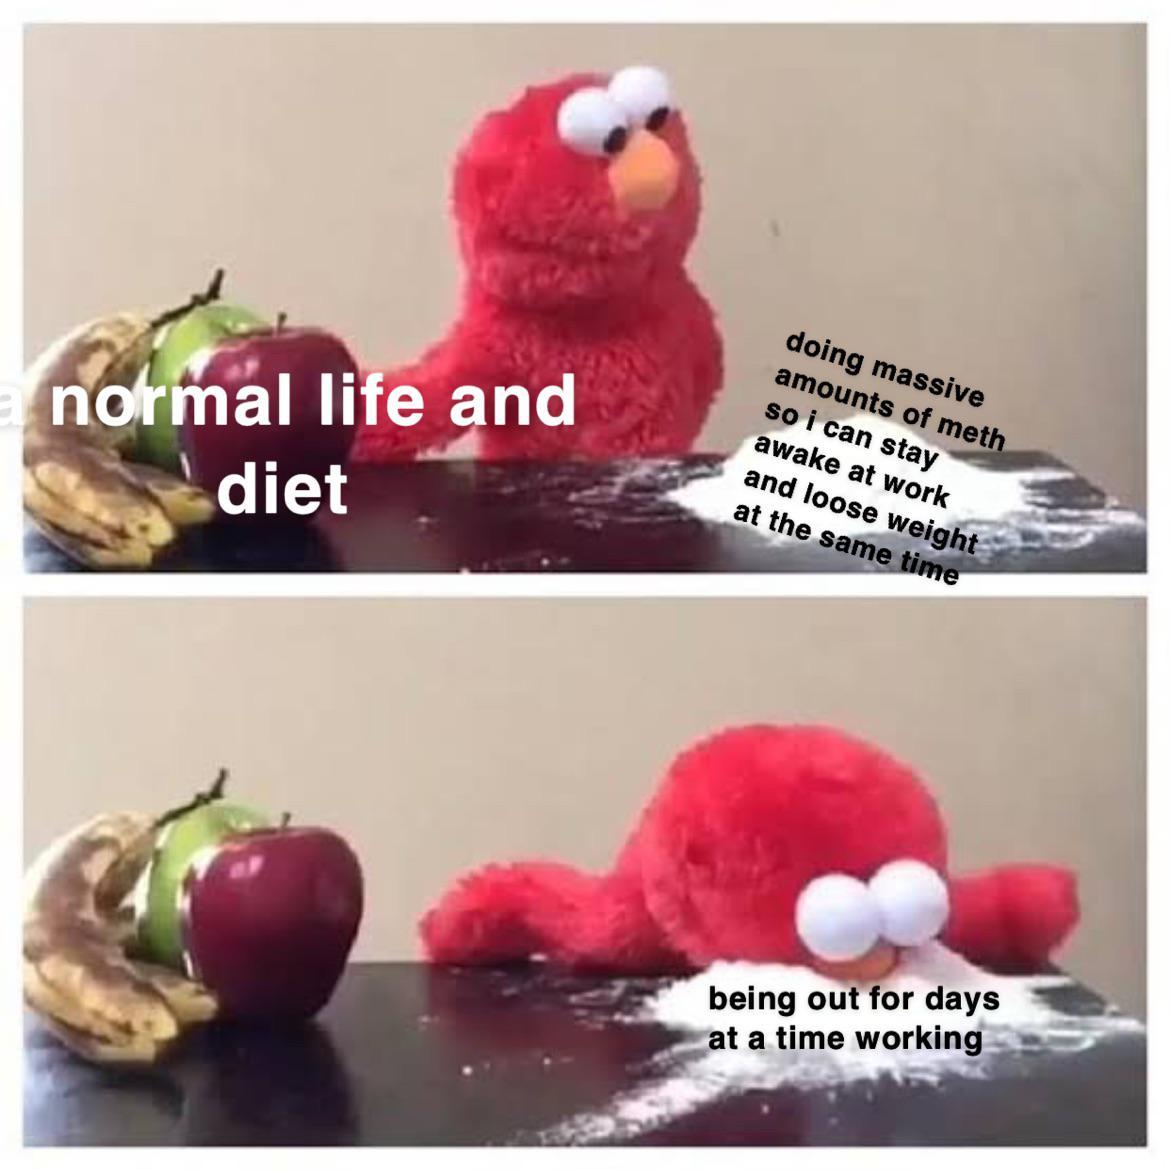 a normal life and
diet
doing massive
amounts of meth
so i can stay
awake at work
and loose weight
at the same time
being out for days
at a time working